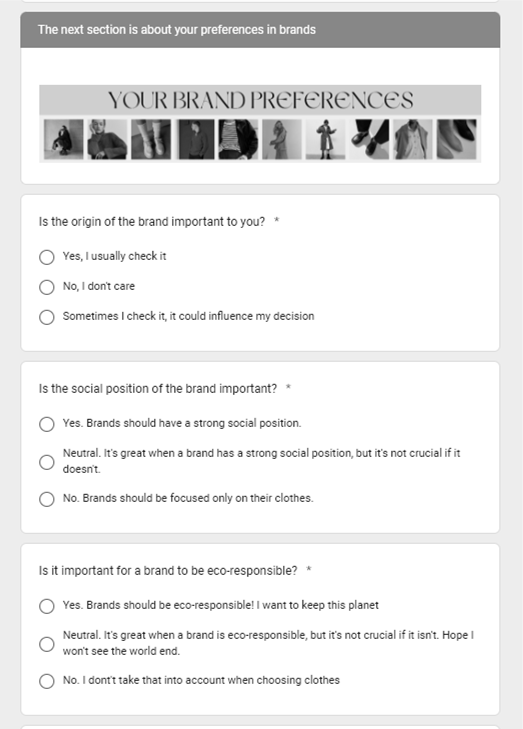 The next section is about your preferences in brands
YOUR BRAND PREFERENCES
Is the origin of the brand important to you? *
Yes, I usually check it
No, I don't care
Sometimes I check it, it could influence my decision
Is the social position of the brand important? *
Yes. Brands should have a strong social position.
Neutral. It's great when a brand has a strong social position, but it's not crucial if it
doesn't.
No. Brands should be focused only on their clothes.
Is it important for a brand to be eco-responsible? *
Yes. Brands should be eco-responsible! I want to keep this planet
Neutral. It's great when a brand is eco-responsible, but it's not crucial if it isn't. Hope I
won't see the world end.
No. I dont't take that into account when choosing clothes